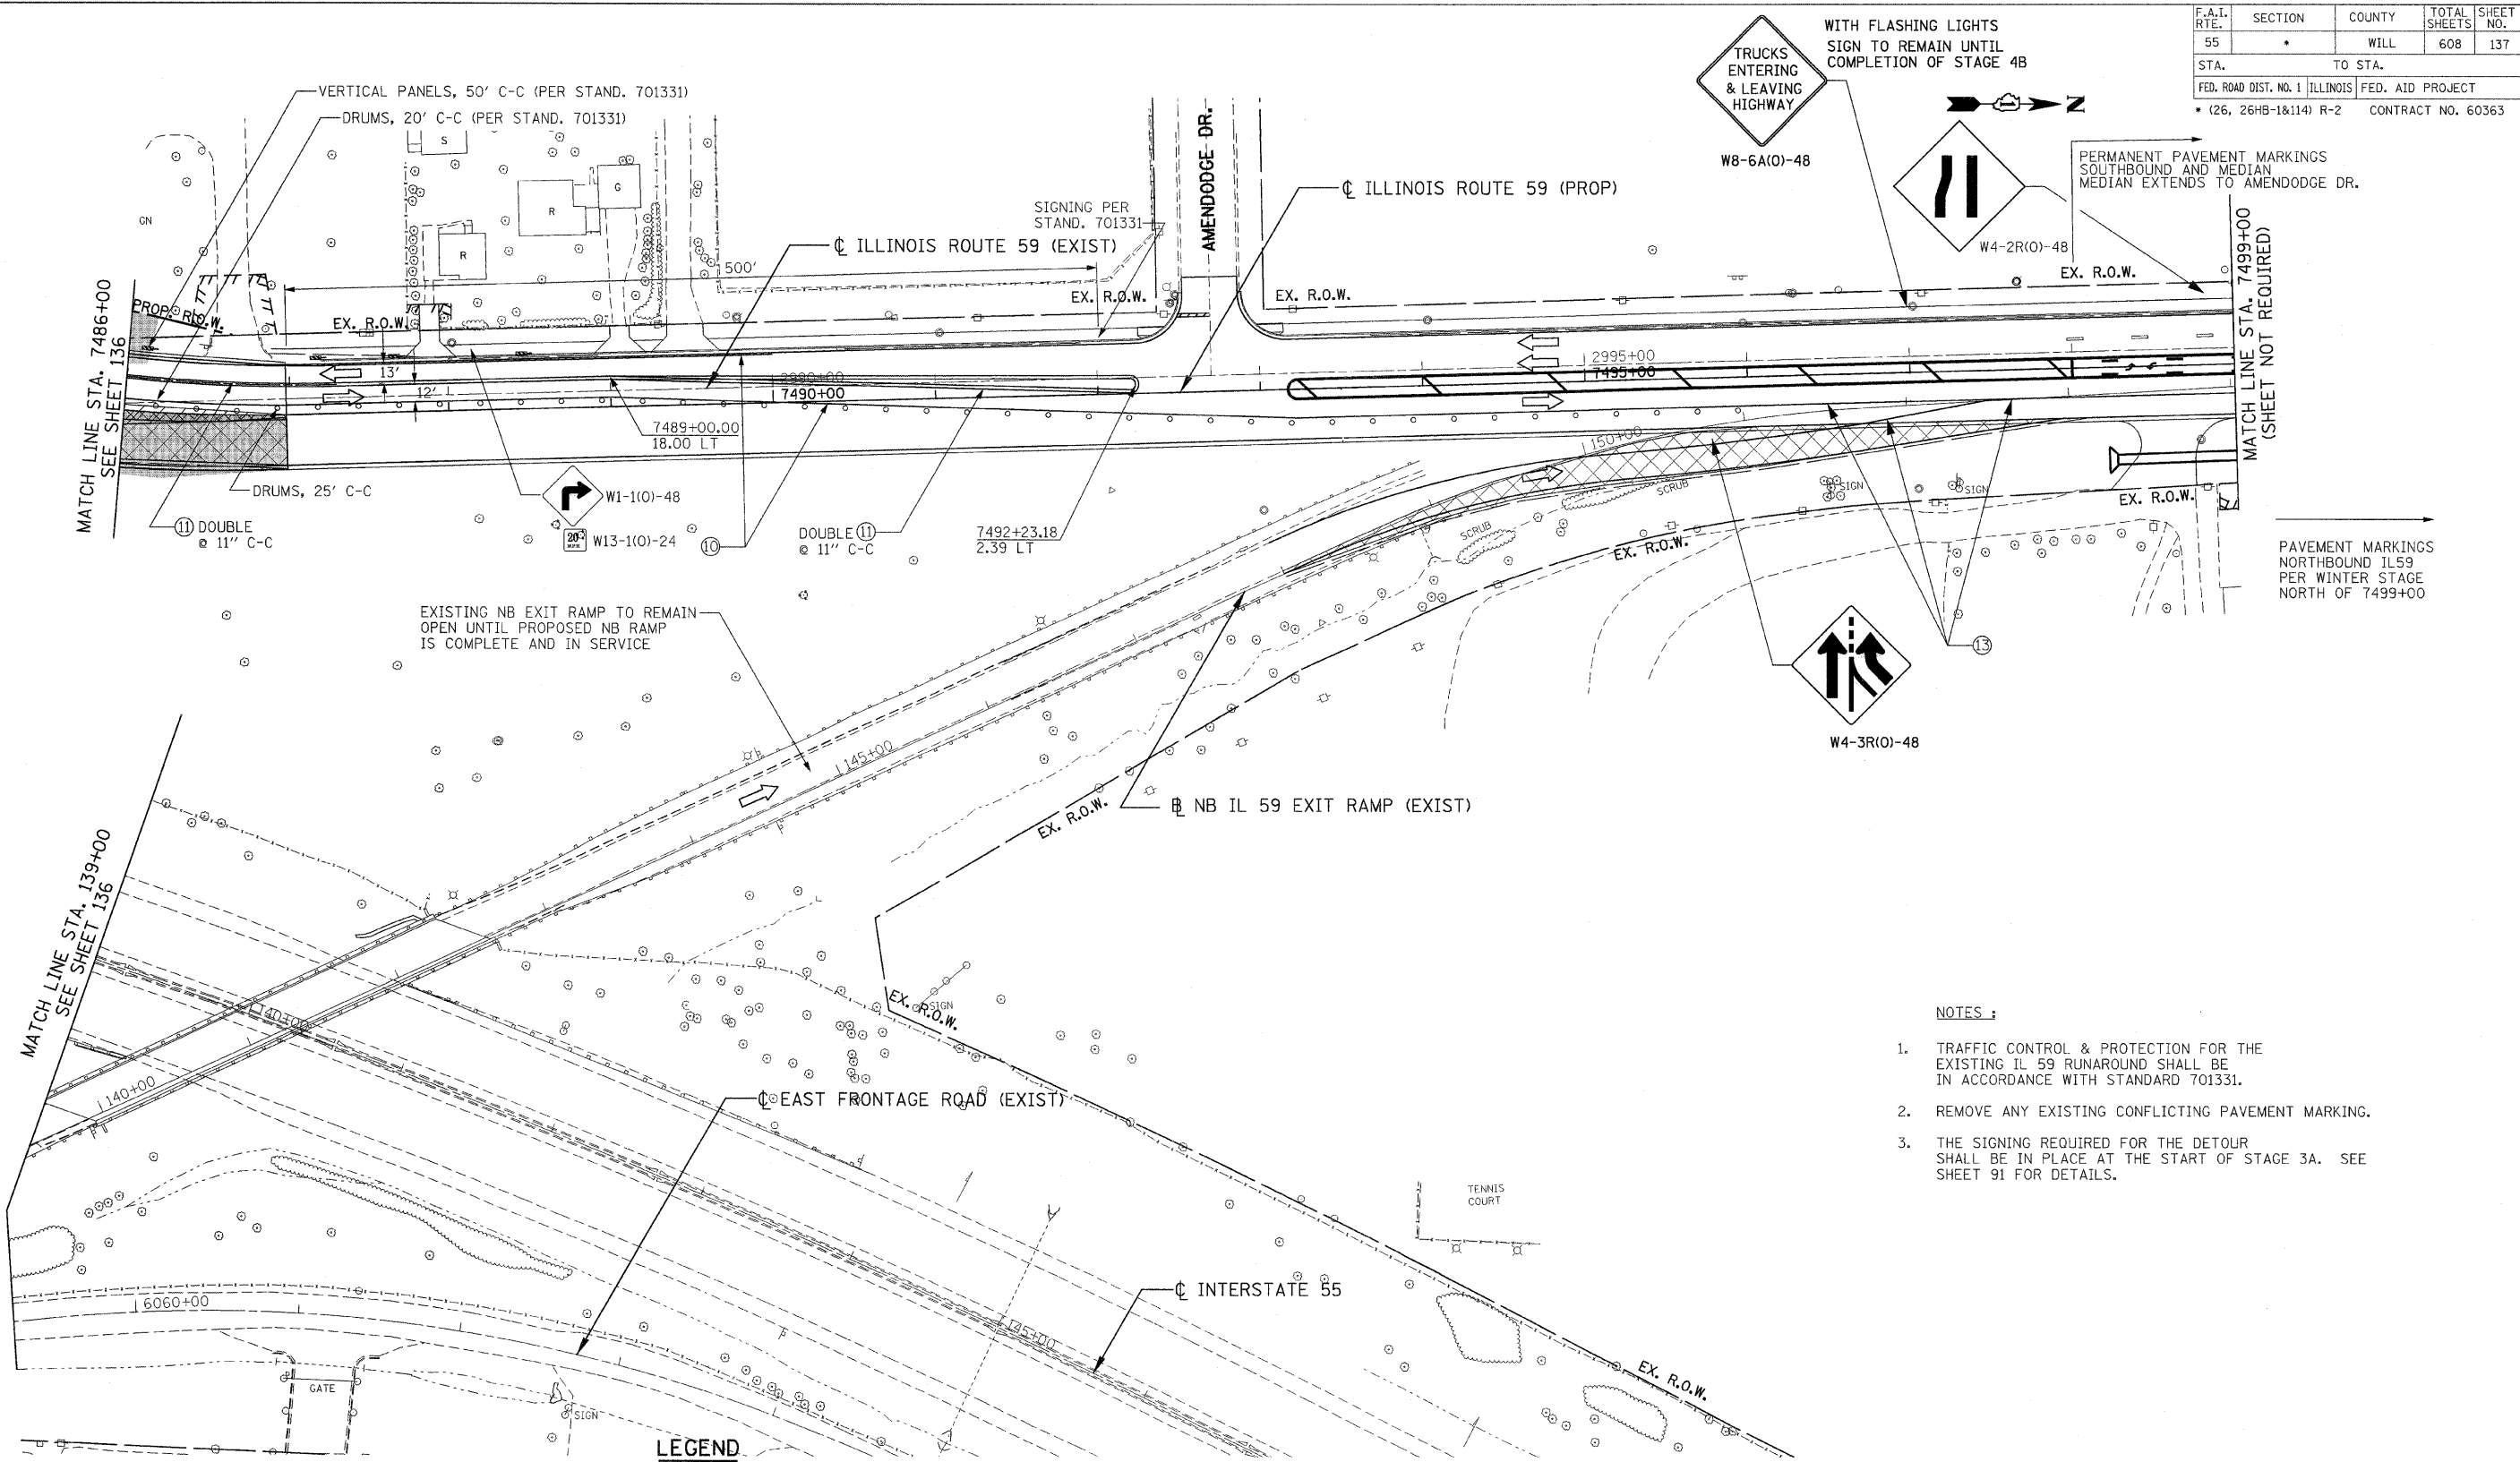 F.A.I. RTE. SECTION COUNTY TOTAL SHEETS SHEET NO.
55 * WILL 608 137
STA. TO STA.
FED. ROAD DIST. NO. 1 ILLINOIS FED. AID PROJECT
* (26, 26HB-1&114) R-2 CONTRACT NO. 60363
TRUCKS
ENTERING
& LEAVING
HIGHWAY
W8-6A(O)-48
WITH FLASHING LIGHTS
SIGN TO REMAIN UNTIL
COMPLETION OF STAGE 4B
N
W4-2R(O)-48
PERMANENT PAVEMENT MARKINGS
SOUTHBOUND AND MEDIAN
MEDIAN EXTENDS TO AMENDODGE DR.
VERTICAL PANELS, 50' C-C (PER STAND. 701331)
DRUMS, 20' C-C (PER STAND. 701331)
S
G
R
R
GN
SIGNING PER
STAND. 701331
AMENDODGE DR.
℄ ILLINOIS ROUTE 59 (PROP)
℄ ILLINOIS ROUTE 59 (EXIST)
500'
EX. R.O.W.
EX. R.O.W.
EX. R.O.W.
EX. R.O.W.
PROP. R.O.W.
MATCH LINE STA. 7486+00
SEE SHEET 136
MATCH LINE STA. 7499+00
(SHEET NOT REQUIRED)
13'
12'
2990+00
7490+00
2995+00
7495+00
7489+00.00
18.00 LT
150+00
DRUMS, 25' C-C
W1-1(O)-48
20
W13-1(O)-24
11 DOUBLE
@ 11" C-C
10
DOUBLE 11
@ 11" C-C
7492+23.18
2.39 LT
SCRUB
SCRUB
SIGN
SIGN
EX. R.O.W.
EX. R.O.W.
PAVEMENT MARKINGS
NORTHBOUND IL59
PER WINTER STAGE
NORTH OF 7499+00
EXISTING NB EXIT RAMP TO REMAIN
OPEN UNTIL PROPOSED NB RAMP
IS COMPLETE AND IN SERVICE
13
W4-3R(O)-48
145+00
℔ NB IL 59 EXIT RAMP (EXIST)
EX. R.O.W.
MATCH LINE STA. 139+00
SEE SHEET 136
EX. R.O.W.
SIGN
140+00
140+00
℄ EAST FRONTAGE ROAD (EXIST)
NOTES :
1. TRAFFIC CONTROL & PROTECTION FOR THE
EXISTING IL 59 RUNAROUND SHALL BE
IN ACCORDANCE WITH STANDARD 701331.
2. REMOVE ANY EXISTING CONFLICTING PAVEMENT MARKING.
3. THE SIGNING REQUIRED FOR THE DETOUR
SHALL BE IN PLACE AT THE START OF STAGE 3A. SEE
SHEET 91 FOR DETAILS.
TENNIS
COURT
℄ INTERSTATE 55
6060+00
145+00
EX. R.O.W.
GATE
SIGN
LEGEND